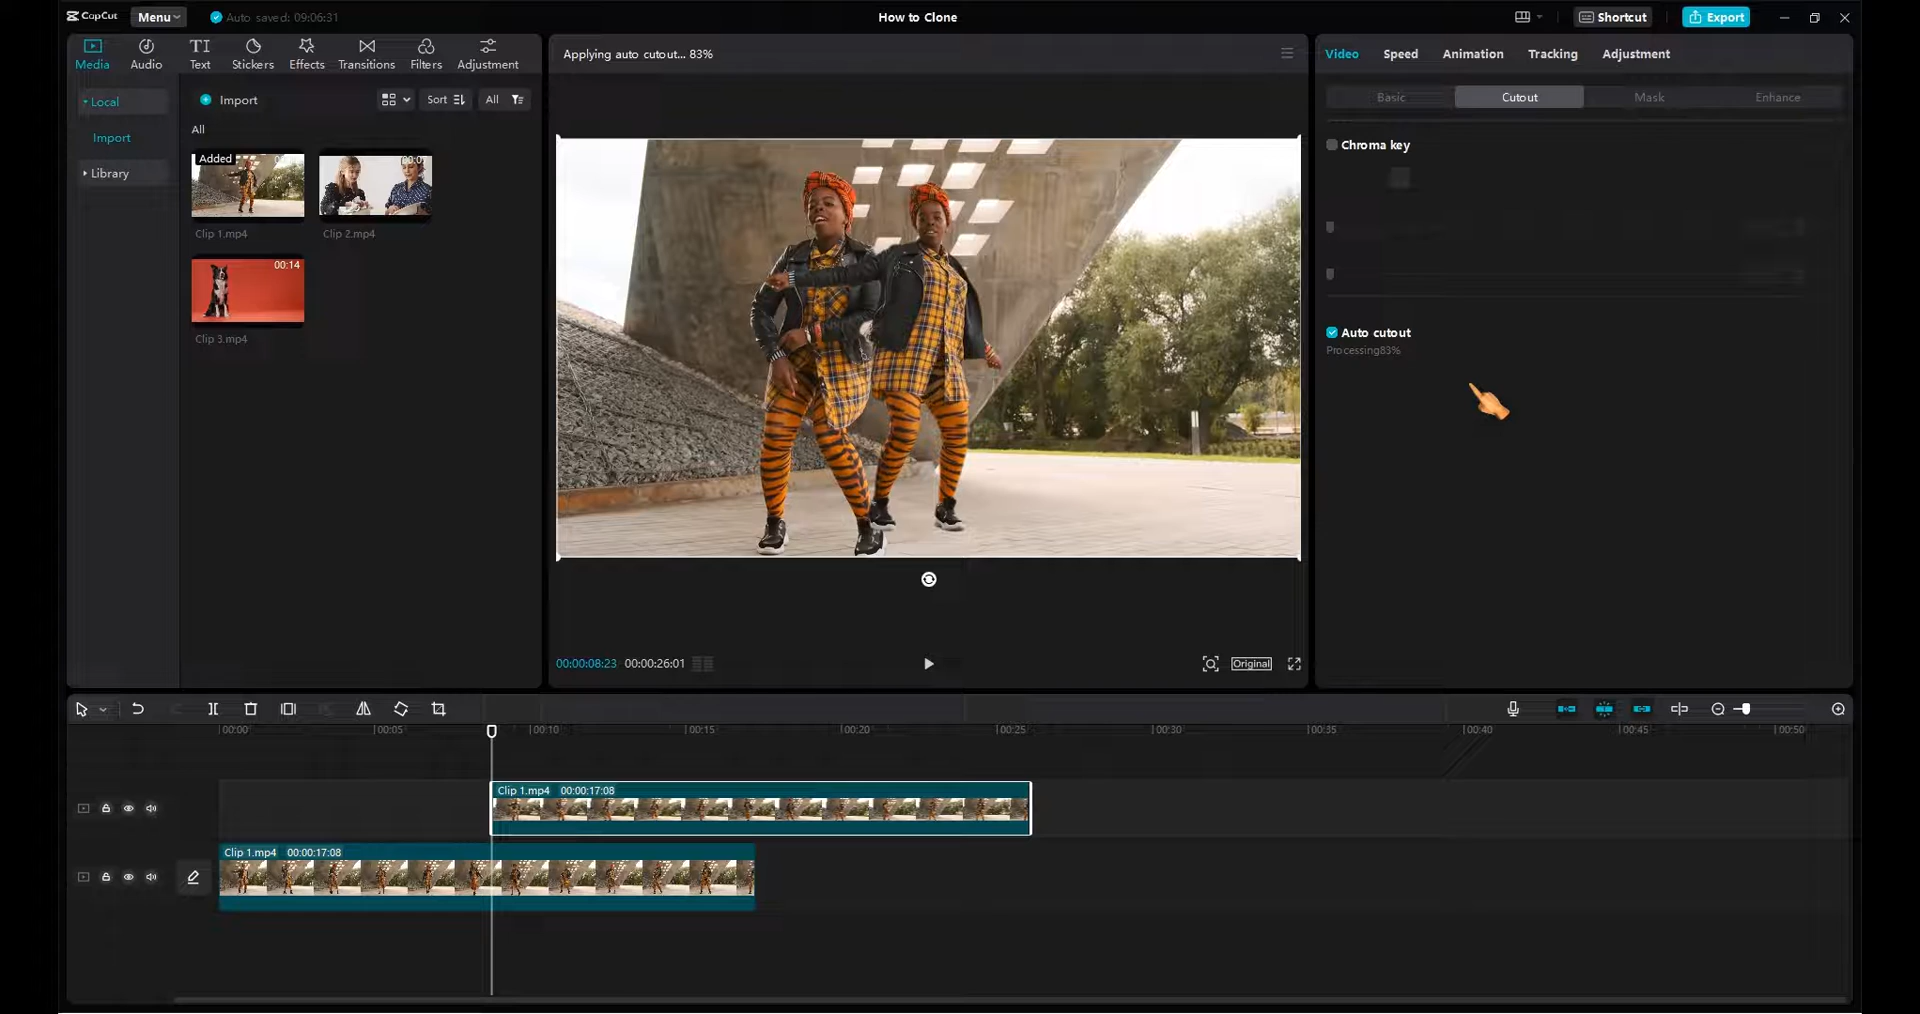 CapCut Menu Auto saved: 09:06:31 How to Clone Shortcut Export
Media Audio Text Stickers Effects Transitions Filters Adjustment
Local
Import
Library
Import Sort All
All
Added
Clip 1.mp4 Clip 2.mp4
00:14
Clip 3.mp4
Applying auto cutout... 83%
00:00:08:23 00:00:26:01 Original
Video Speed Animation Tracking Adjustment
Basic Cutout Mask Enhance
Chroma key
Auto cutout
Processing83%
00:00 00:05 00:10 00:15 00:20 00:25 00:30 00:35 00:40 00:45 00:50
Clip 1.mp4 00:00:17:08
Clip 1.mp4 00:00:17:08